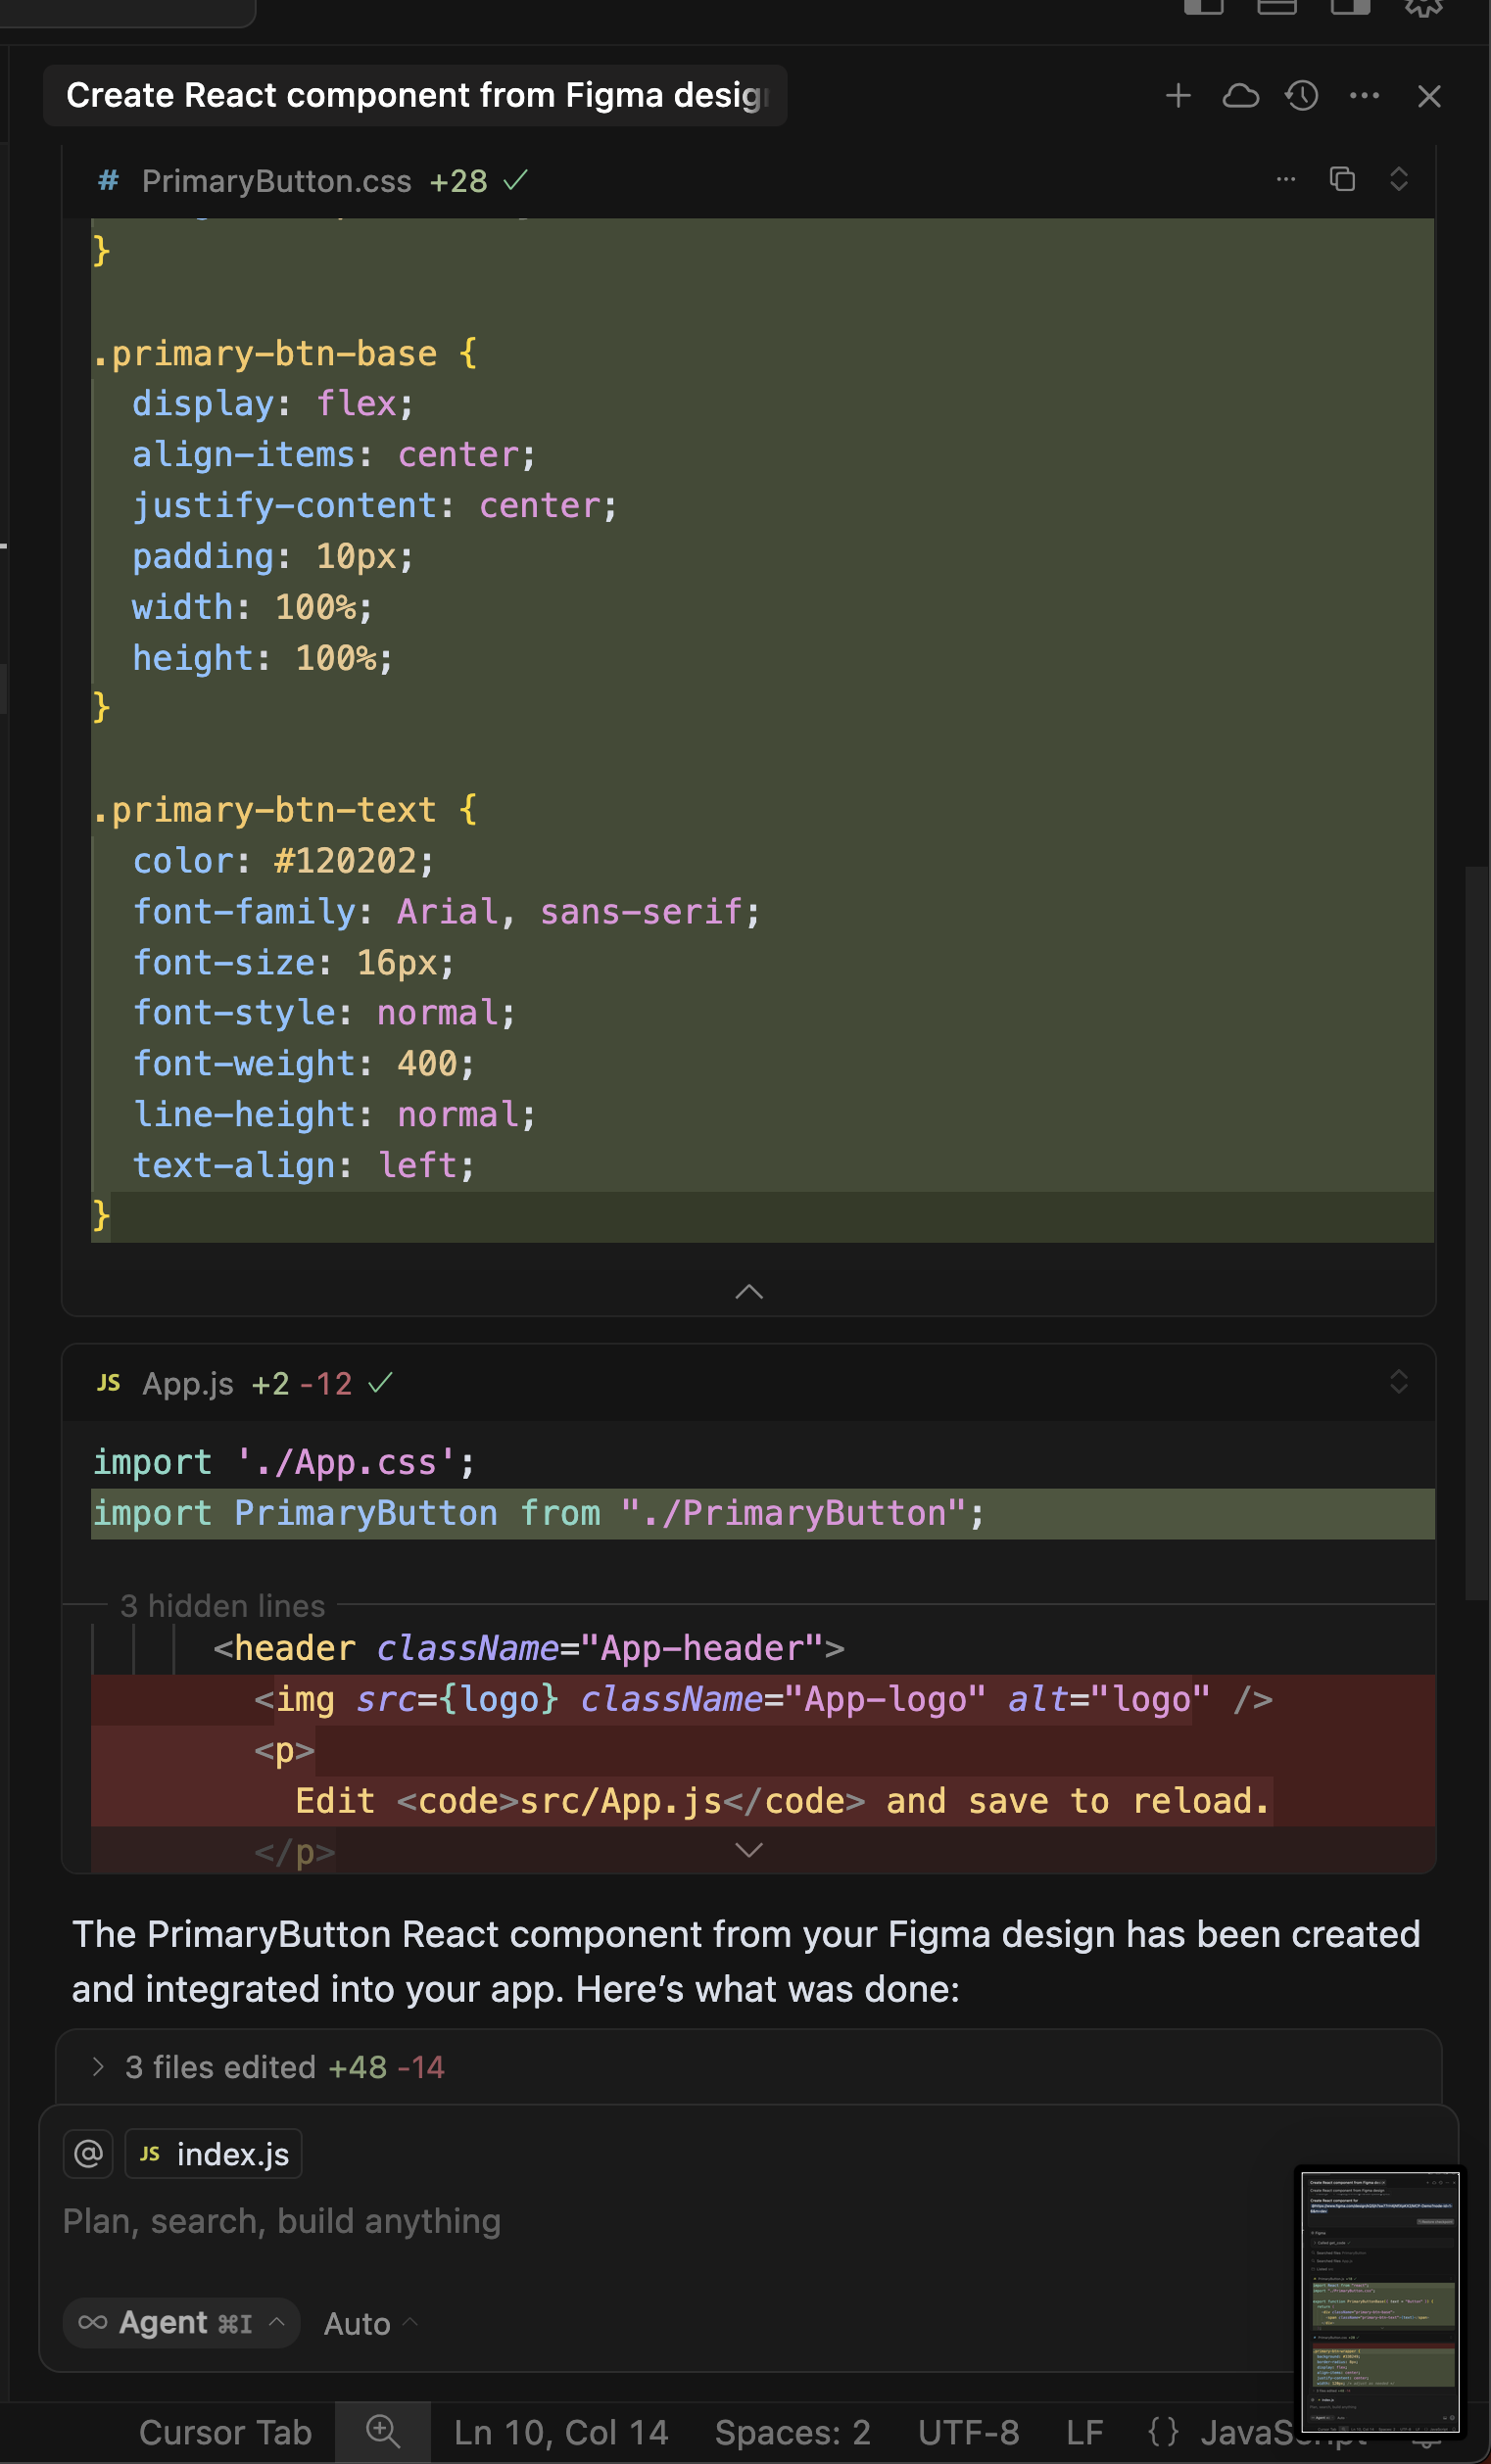 Create React component from Figma desig
# PrimaryButton.css +28
}
.primary-btn-base {
display: flex;
align-items: center;
justify-content: center;
padding: 10px;
width: 100%;
height: 100%;
}
.primary-btn-text {
color: #120202;
font-family: Arial, sans-serif;
font-size: 16px;
font-style: normal;
font-weight: 400;
line-height: normal;
text-align: left;
}
JS App.js +2 -12
import './App.css';
import PrimaryButton from "./PrimaryButton";
3 hidden lines
<header className="App-header">
<img src={logo} className="App-logo" alt="logo" />
<p>
Edit <code>src/App.js</code> and save to reload.
</p>
The PrimaryButton React component from your Figma design has been created
and integrated into your app. Here’s what was done:
3 files edited +48 -14
@ JS index.js
Plan, search, build anything
Agent ⌘I Auto
Cursor Tab Ln 10, Col 14 Spaces: 2 UTF-8 LF {} JavaScript